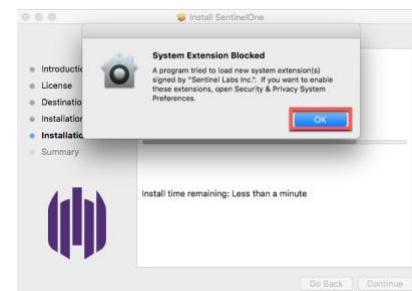 Install SentinelOne
System Extension Blocked
A program tried to load new system extension(s)
signed by "Sentinel Labs Inc.". If you want to enable
these extensions, open Security & Privacy System
Preferences.
OK
Introductio
License
Destinatio
Installation
Installatio
Summary
Install time remaining: Less than a minute
Go Back
Continue